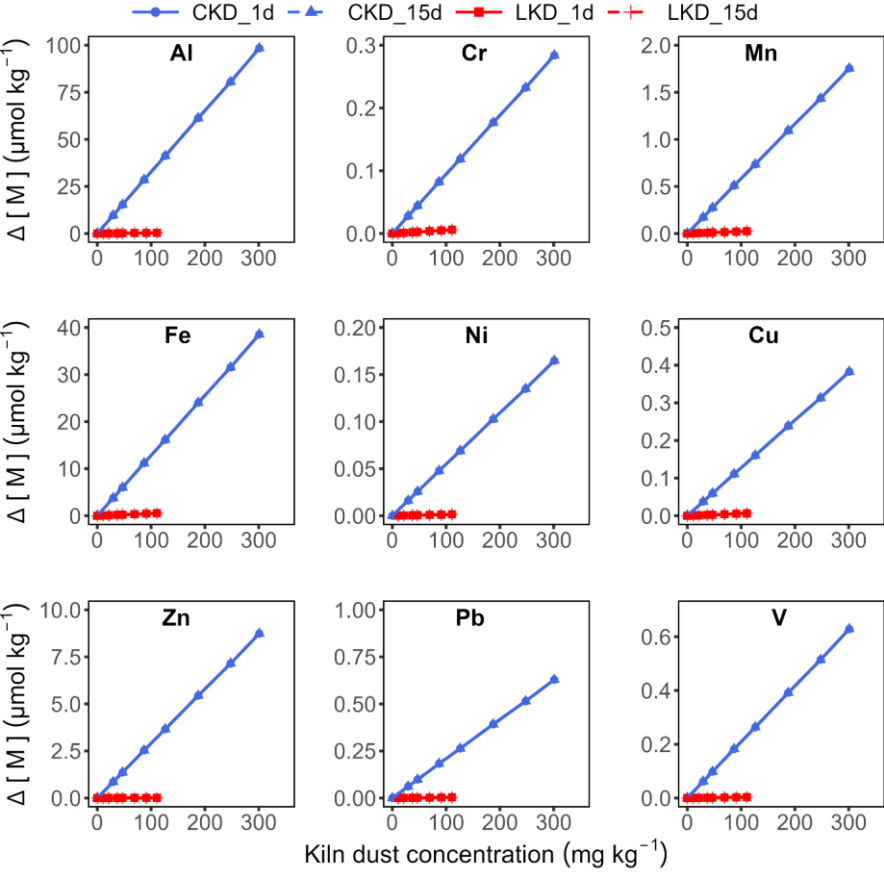 CKD_1d CKD_15d LKD_1d LKD_15d
Al Cr Mn
Δ [ M ] (μmol kg⁻¹)
100 0.3 2.0
75 1.5
0.2
50 1.0
0.1
25 0.5
0 0.0 0.0
0 100 200 300 0 100 200 300 0 100 200 300
Fe Ni Cu
Δ [ M ] (μmol kg⁻¹)
40 0.20 0.5
0.4
30 0.15
0.3
20 0.10
0.2
10 0.05
0.1
0 0.00 0.0
0 100 200 300 0 100 200 300 0 100 200 300
Zn Pb V
Δ [ M ] (μmol kg⁻¹)
10.0 1.00
0.6
7.5 0.75
0.4
5.0 0.50
0.2
2.5 0.25
0.0 0.00 0.0
0 100 200 300 0 100 200 300 0 100 200 300
Kiln dust concentration (mg kg⁻¹)